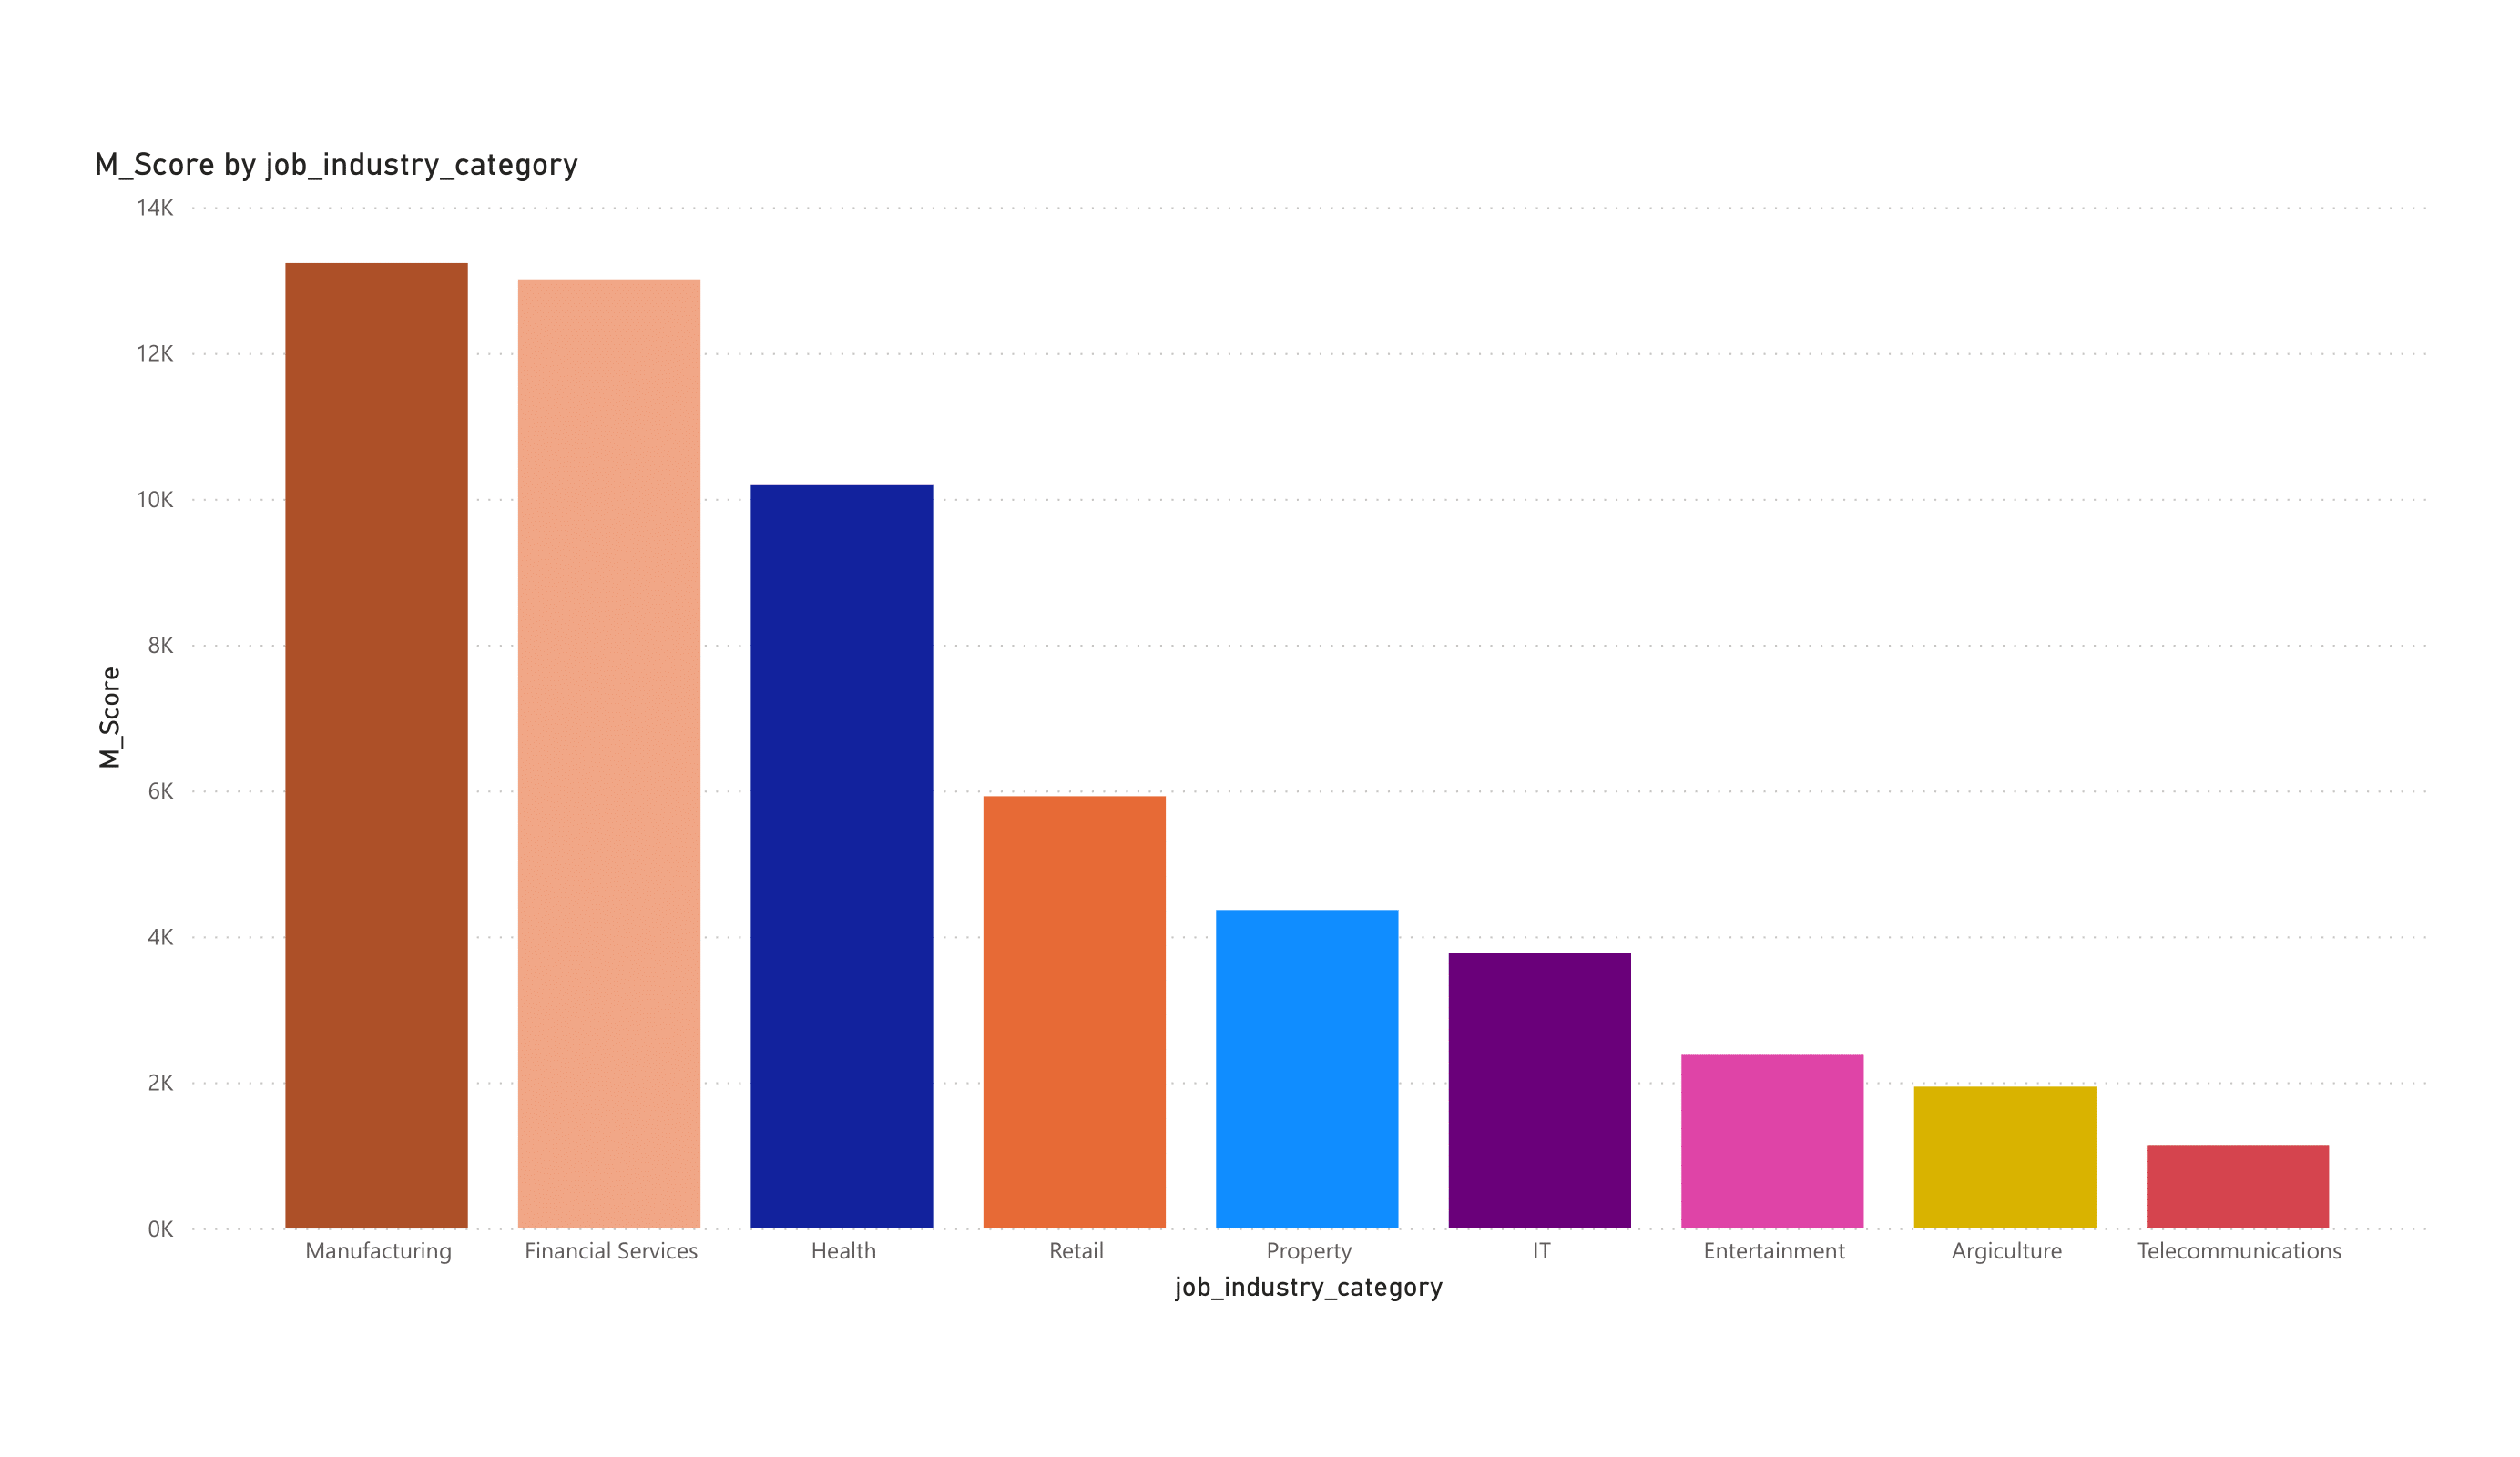 M_Score by job_industry_category
14K
12K
10K
8K
6K
4K
2K
0K
M_Score
Manufacturing Financial Services Health Retail Property IT Entertainment Argiculture Telecommunications
job_industry_category